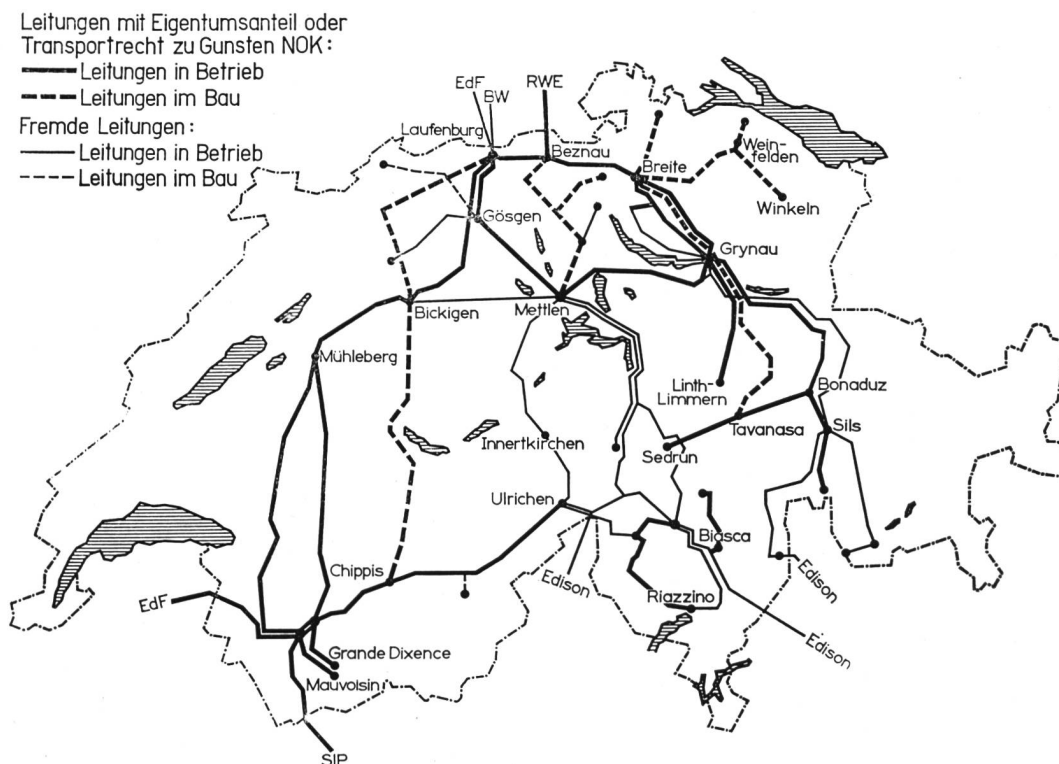 Leitungen mit Eigentumsanteil oder
Transportrecht zu Gunsten NOK:
Leitungen in Betrieb
Leitungen im Bau
Fremde Leitungen:
Leitungen in Betrieb
Leitungen im Bau
EdF
BW
RWE
Laufenburg
Beznau
Breite
Wein-
felden
Winkeln
Gösgen
Grynau
Bickigen
Mettlen
Mühleberg
Linth-
Limmern
Bonaduz
Tavanasa
Sils
Innertkirchen
Sedrun
Ulrichen
Biasca
Chippis
Edison
Edison
Riazzino
EdF
Edison
Grande Dixence
Mauvoisin
SIP